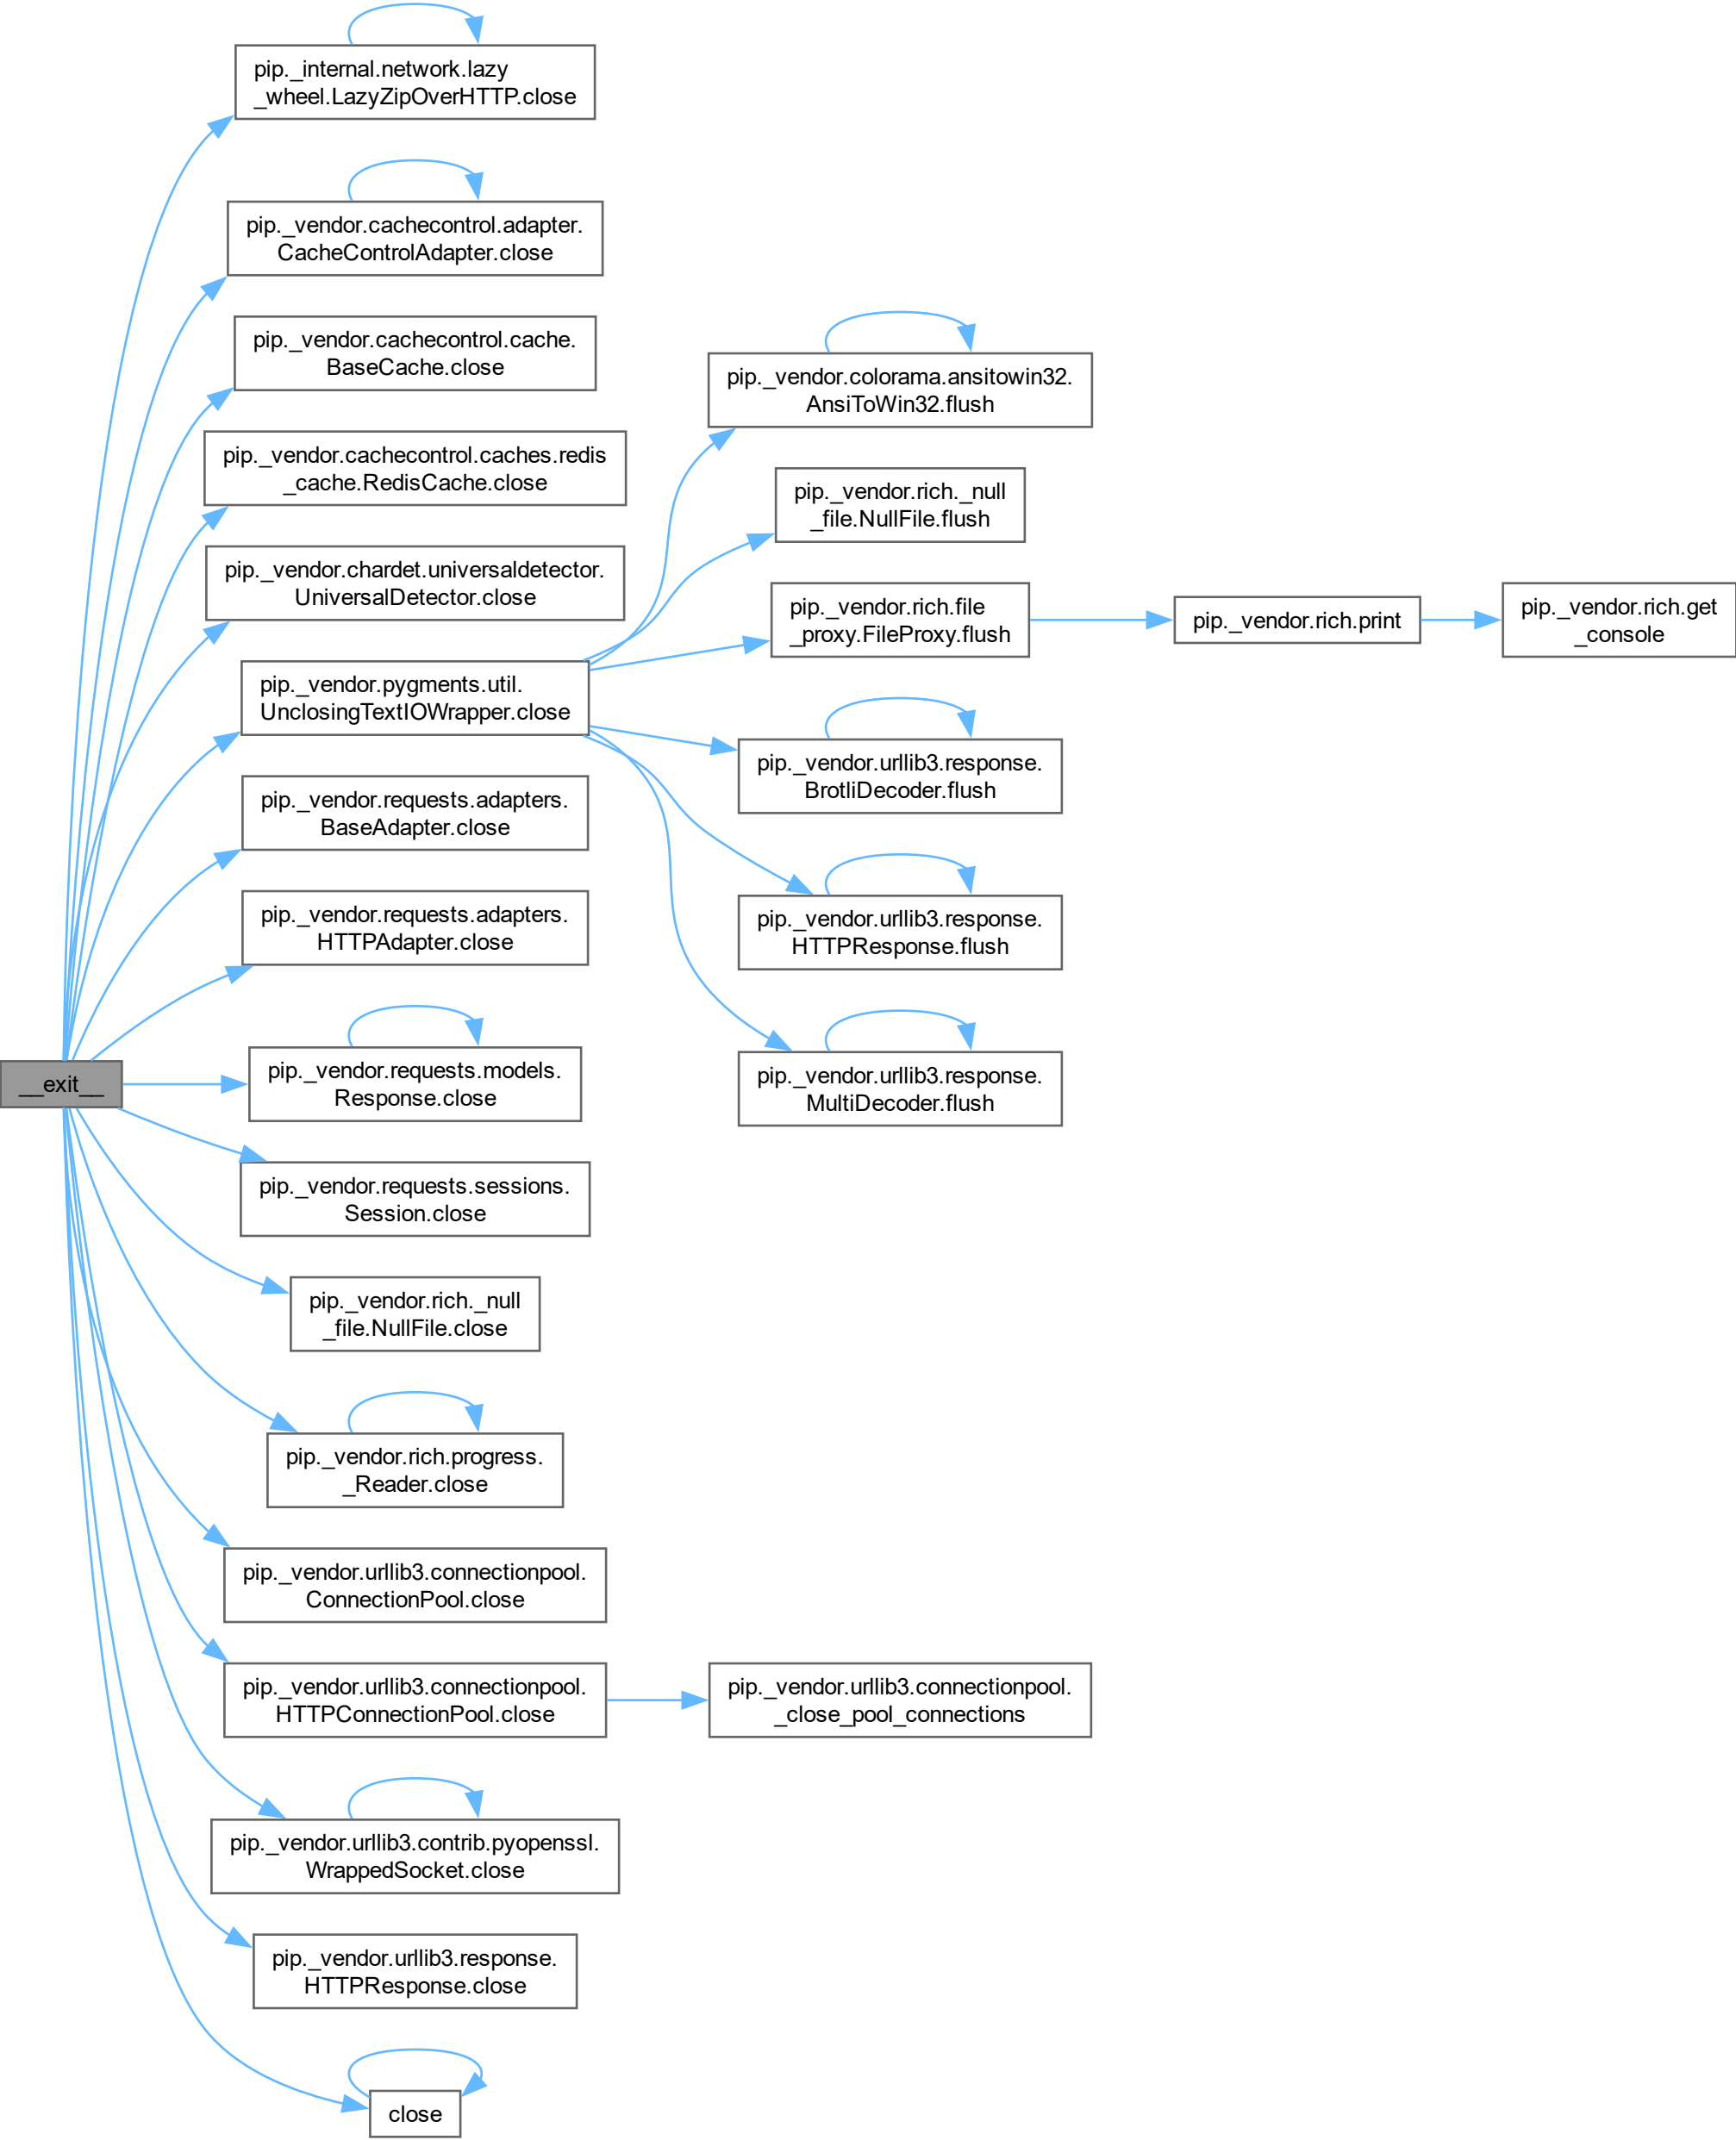 pip._internal.network.lazy
_wheel.LazyZipOverHTTP.close
pip._vendor.cachecontrol.adapter.
CacheControlAdapter.close
pip._vendor.cachecontrol.cache.
BaseCache.close
pip._vendor.cachecontrol.caches.redis
_cache.RedisCache.close
pip._vendor.chardet.universaldetector.
UniversalDetector.close
pip._vendor.pygments.util.
UnclosingTextIOWrapper.close
pip._vendor.colorama.ansitowin32.
AnsiToWin32.flush
pip._vendor.rich._null
_file.NullFile.flush
pip._vendor.rich.file
_proxy.FileProxy.flush
pip._vendor.rich.print
pip._vendor.rich.get
_console
pip._vendor.urllib3.response.
BrotliDecoder.flush
pip._vendor.urllib3.response.
HTTPResponse.flush
pip._vendor.urllib3.response.
MultiDecoder.flush
pip._vendor.requests.adapters.
BaseAdapter.close
pip._vendor.requests.adapters.
HTTPAdapter.close
__exit__
pip._vendor.requests.models.
Response.close
pip._vendor.requests.sessions.
Session.close
pip._vendor.rich._null
_file.NullFile.close
pip._vendor.rich.progress.
_Reader.close
pip._vendor.urllib3.connectionpool.
ConnectionPool.close
pip._vendor.urllib3.connectionpool.
HTTPConnectionPool.close
pip._vendor.urllib3.connectionpool.
_close_pool_connections
pip._vendor.urllib3.contrib.pyopenssl.
WrappedSocket.close
pip._vendor.urllib3.response.
HTTPResponse.close
close